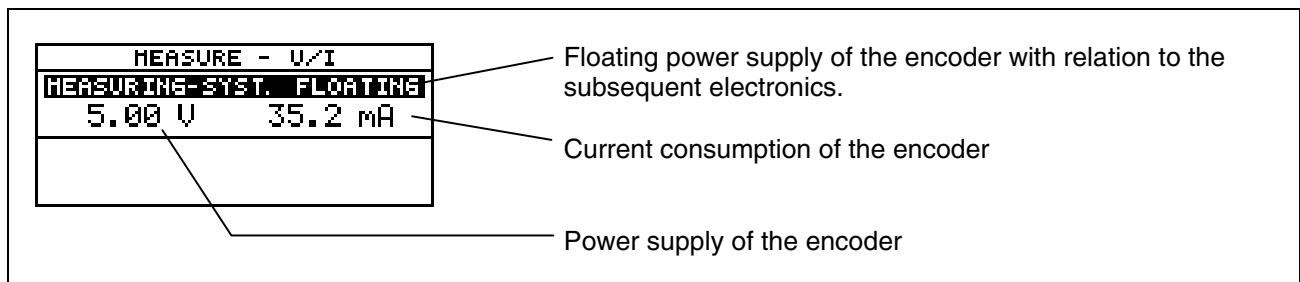 MEASURE - U/I
MEASURING-SYST. FLOATING
5.00 V 35.2 mA
Floating power supply of the encoder with relation to the
subsequent electronics.
Current consumption of the encoder
Power supply of the encoder